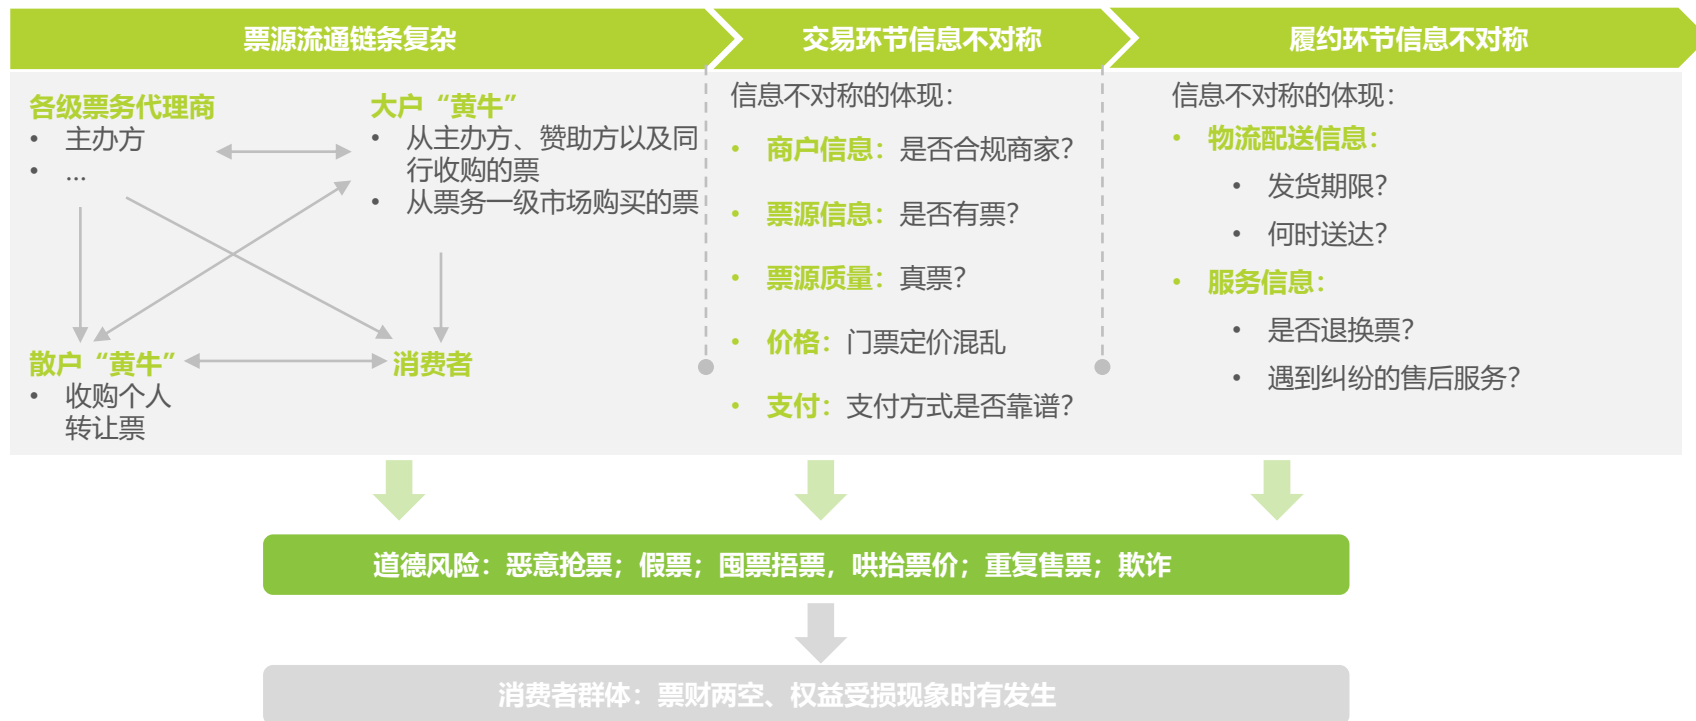 票源流通链条复杂
交易环节信息不对称
履约环节信息不对称
各级票务代理商
• 主办方
• ...
大户“黄牛”
• 从主办方、赞助方以及同
行收购的票
• 从票务一级市场购买的票
散户“黄牛”
• 收购个人
转让票
消费者
信息不对称的体现：
• 商户信息：是否合规商家？
• 票源信息：是否有票？
• 票源质量：真票？
• 价格：门票定价混乱
• 支付：支付方式是否靠谱？
信息不对称的体现：
• 物流配送信息：
• 发货期限？
• 何时送达？
• 服务信息：
• 是否退换票？
• 遇到纠纷的售后服务？
道德风险：恶意抢票；假票；囤票捂票，哄抬票价；重复售票；欺诈
消费者群体：票财两空、权益受损现象时有发生